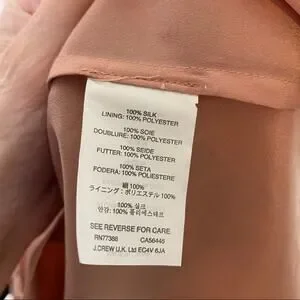 100% SILK
LINING: 100% POLYESTER
100% SOIE
DOUBLURE: 100% POLYESTER
100% SEIDE
FUTTER: 100% POLYESTER
100% SETA
FODERA: 100% POLIESTERE
絹 100%
ライニング : ポリエステル 100%
100% 실크
안감: 100% 폴리에스테르
SEE REVERSE FOR CARE
RN77388 CA56445
J.CREW U.K. Ltd EC4V 6JA